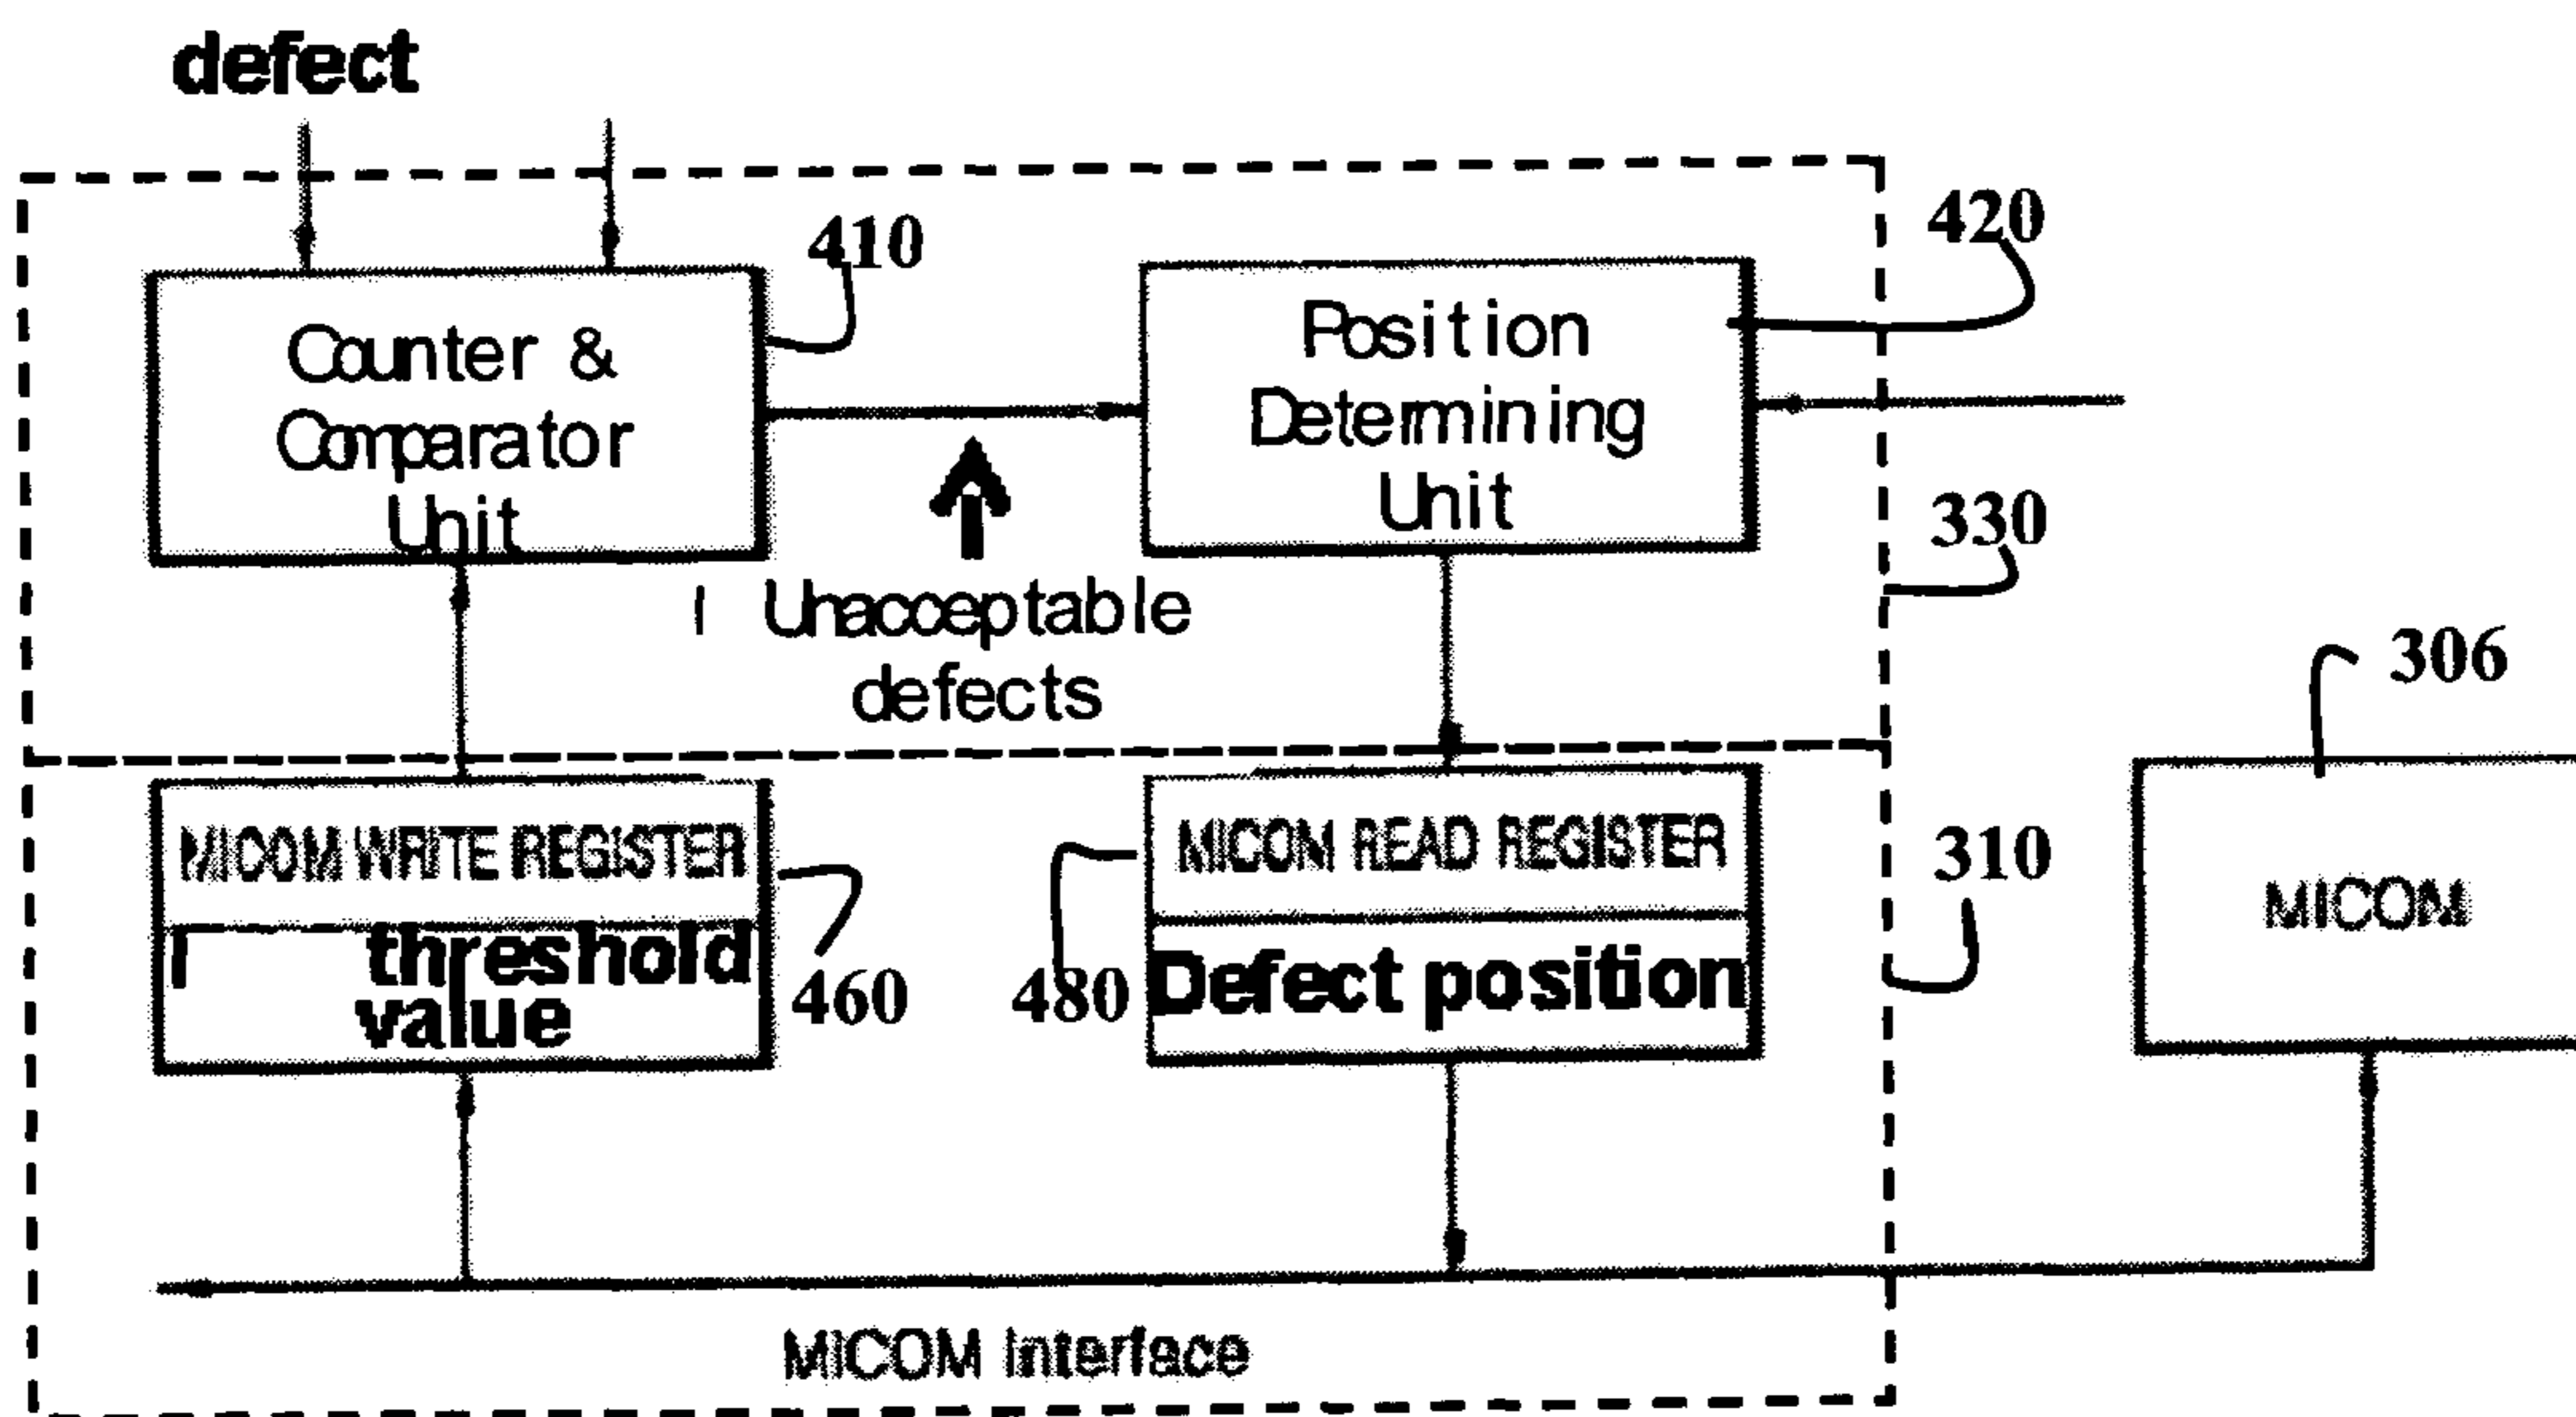 defect
410
420
Counter &
Comparator
Unit
Position
Determining
Unit
330
Unacceptable
defects
306
MICOM WRITE REGISTER
threshold
value
460
480
MICOM READ REGISTER
Defect position
310
MICOM
MICOM Interface